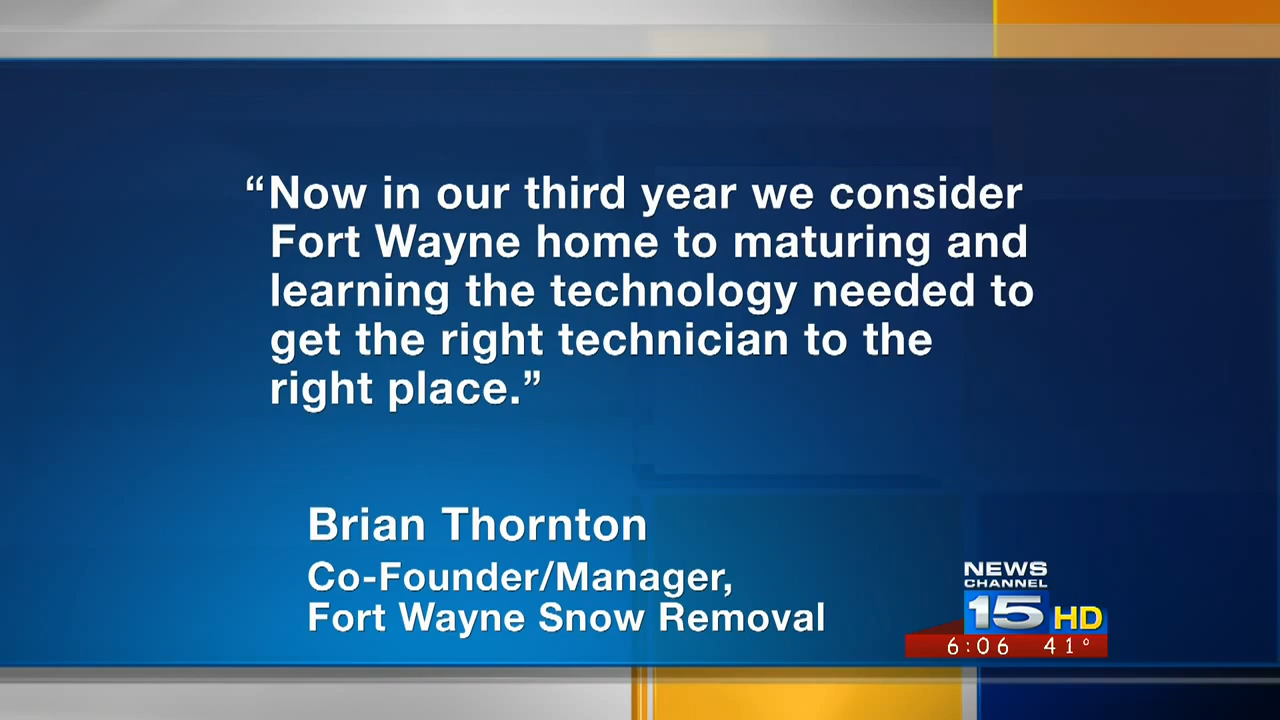 “Now in our third year we consider
Fort Wayne home to maturing and
learning the technology needed to
get the right technician to the
right place.”
Brian Thornton
Co-Founder/Manager,
Fort Wayne Snow Removal
NEWS
CHANNEL
15 HD
6:06 41°